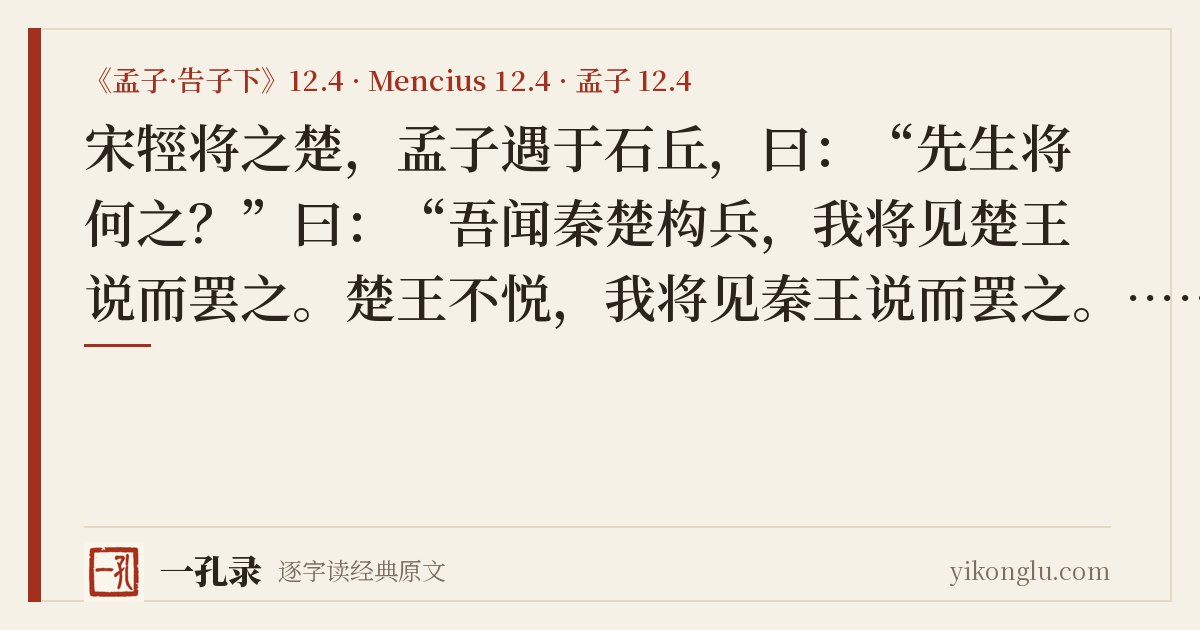 《孟子·告子下》12.4 · Mencius 12.4 · 孟子 12.4
宋牼将之楚，孟子遇于石丘，曰：“先生将
何之？”曰：“吾闻秦楚构兵，我将见楚王
说而罢之。楚王不悦，我将见秦王说而罢之。……
一孔
一孔录 逐字读经典原文
yikonglu.com